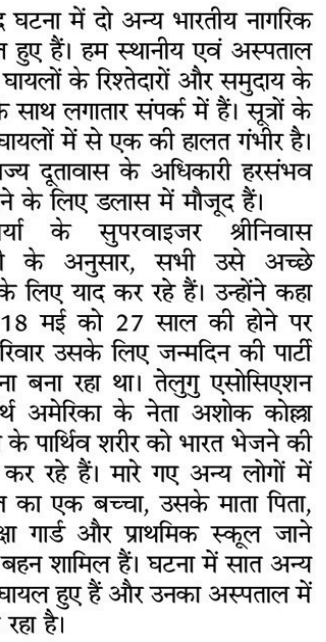 घटना में दो अन्य भारतीय नागरिक
हुए हैं। हम स्थानीय एवं अस्पताल
घायलों के रिश्तेदारों और समुदाय के
साथ लगातार संपर्क में हैं। सूत्रों के
घायलों में से एक की हालत गंभीर है।
दूतावास के अधिकारी हरसंभव
के लिए डलास में मौजूद हैं।
के सुपरवाइजर श्रीनिवास
के अनुसार, सभी उसे अच्छे
के लिए याद कर रहे हैं। उन्होंने कहा
18 मई को 27 साल की होने पर
उसके लिए जन्मदिन की पार्टी
बना रहा था। तेलुगु एसोसिएशन
अमेरिका के नेता अशोक कोल्ला
के पार्थिव शरीर को भारत भेजने की
कर रहे हैं। मारे गए अन्य लोगों में
का एक बच्चा, उसके माता पिता,
गार्ड और प्राथमिक स्कूल जाने
बहन शामिल हैं। घटना में सात अन्य
घायल हुए हैं और उनका अस्पताल में
रहा है।